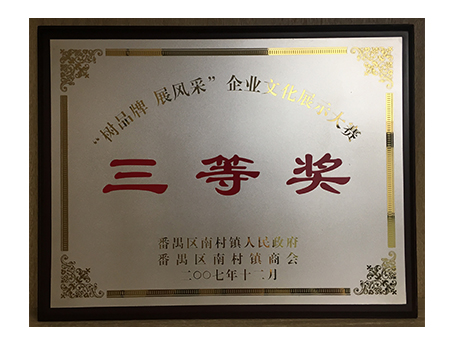 “树品牌 展风采”企业文化展示大赛
三等奖
番禺区南村镇人民政府
番禺区南村镇商会
二〇〇七年十二月